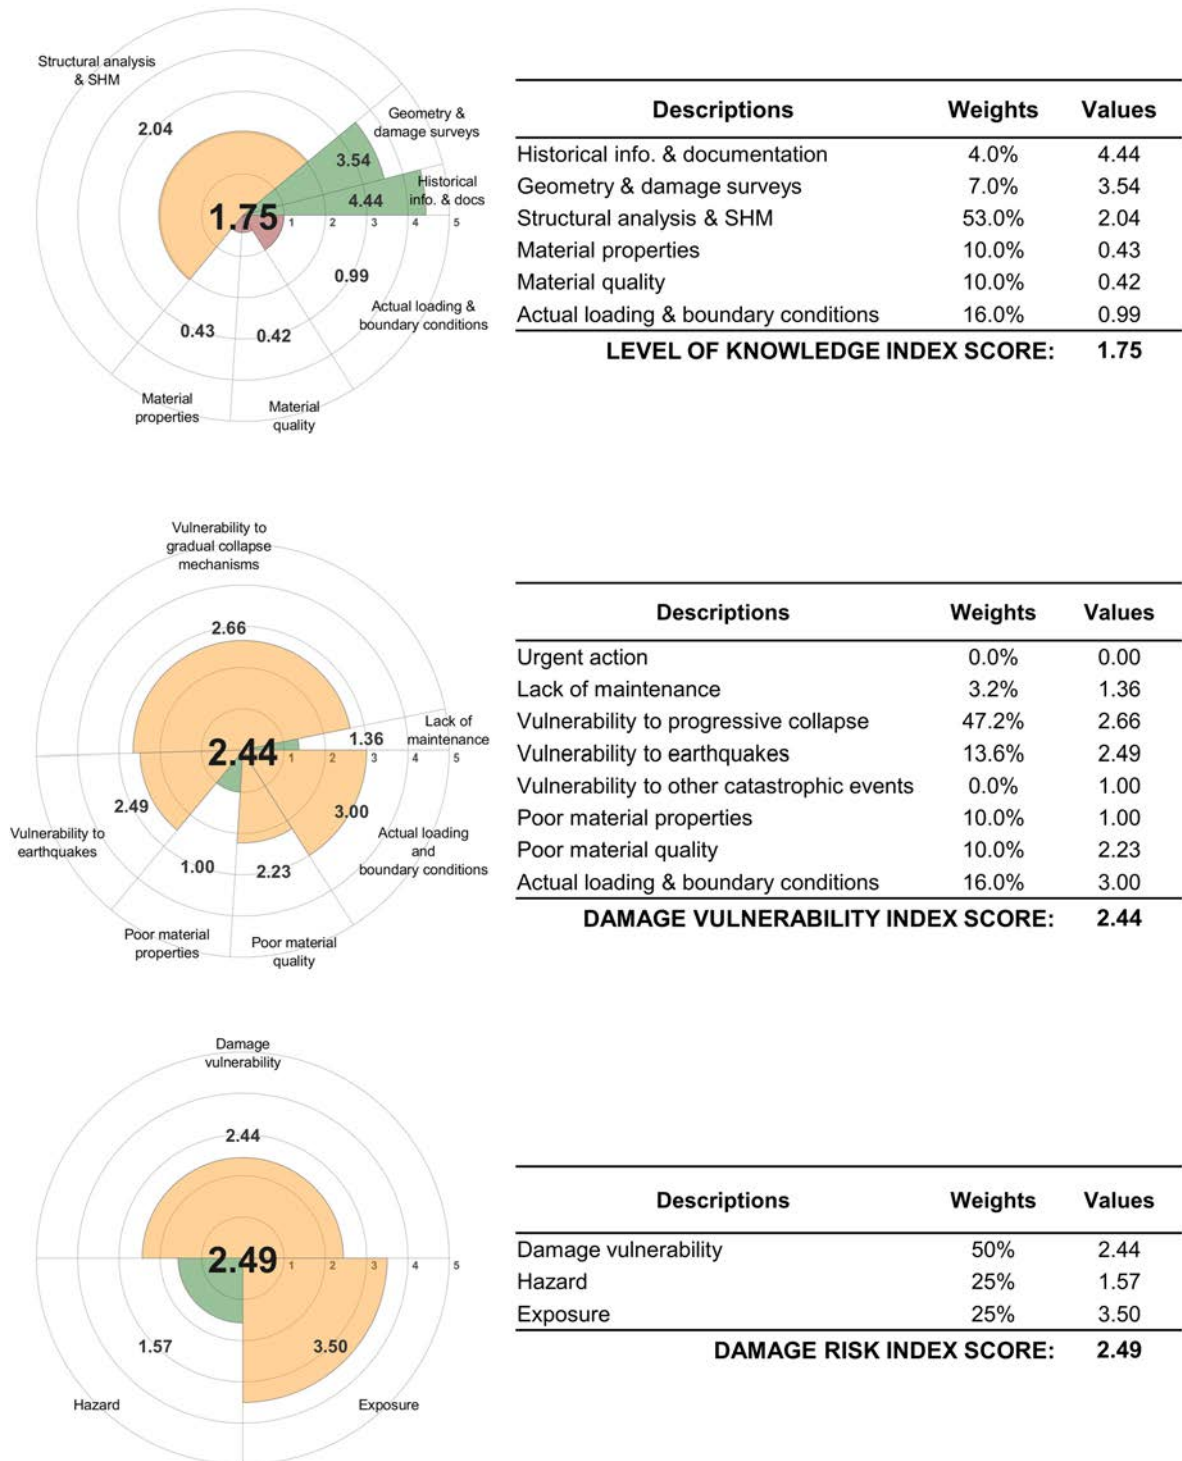 Structural analysis
& SHM
2.04
Geometry &
damage surveys
3.54
Historical
info. & docs
4.44
1.75
1 2 3 4 5
0.99
Actual loading &
boundary conditions
0.43
0.42
Material
properties
Material
quality
Descriptions Weights Values
Historical info. & documentation 4.0% 4.44
Geometry & damage surveys 7.0% 3.54
Structural analysis & SHM 53.0% 2.04
Material properties 10.0% 0.43
Material quality 10.0% 0.42
Actual loading & boundary conditions 16.0% 0.99
LEVEL OF KNOWLEDGE INDEX SCORE: 1.75
Vulnerability to
gradual collapse
mechanisms
2.66
Lack of
maintenance
1.36
2.44
1 2 3 4 5
2.49
3.00
Vulnerability to
earthquakes
Actual loading
and
boundary conditions
1.00
2.23
Poor material
properties
Poor material
quality
Descriptions Weights Values
Urgent action 0.0% 0.00
Lack of maintenance 3.2% 1.36
Vulnerability to progressive collapse 47.2% 2.66
Vulnerability to earthquakes 13.6% 2.49
Vulnerability to other catastrophic events 0.0% 1.00
Poor material properties 10.0% 1.00
Poor material quality 10.0% 2.23
Actual loading & boundary conditions 16.0% 3.00
DAMAGE VULNERABILITY INDEX SCORE: 2.44
Damage
vulnerability
2.44
2.49
1 2 3 4 5
1.57
3.50
Hazard
Exposure
Descriptions Weights Values
Damage vulnerability 50% 2.44
Hazard 25% 1.57
Exposure 25% 3.50
DAMAGE RISK INDEX SCORE: 2.49